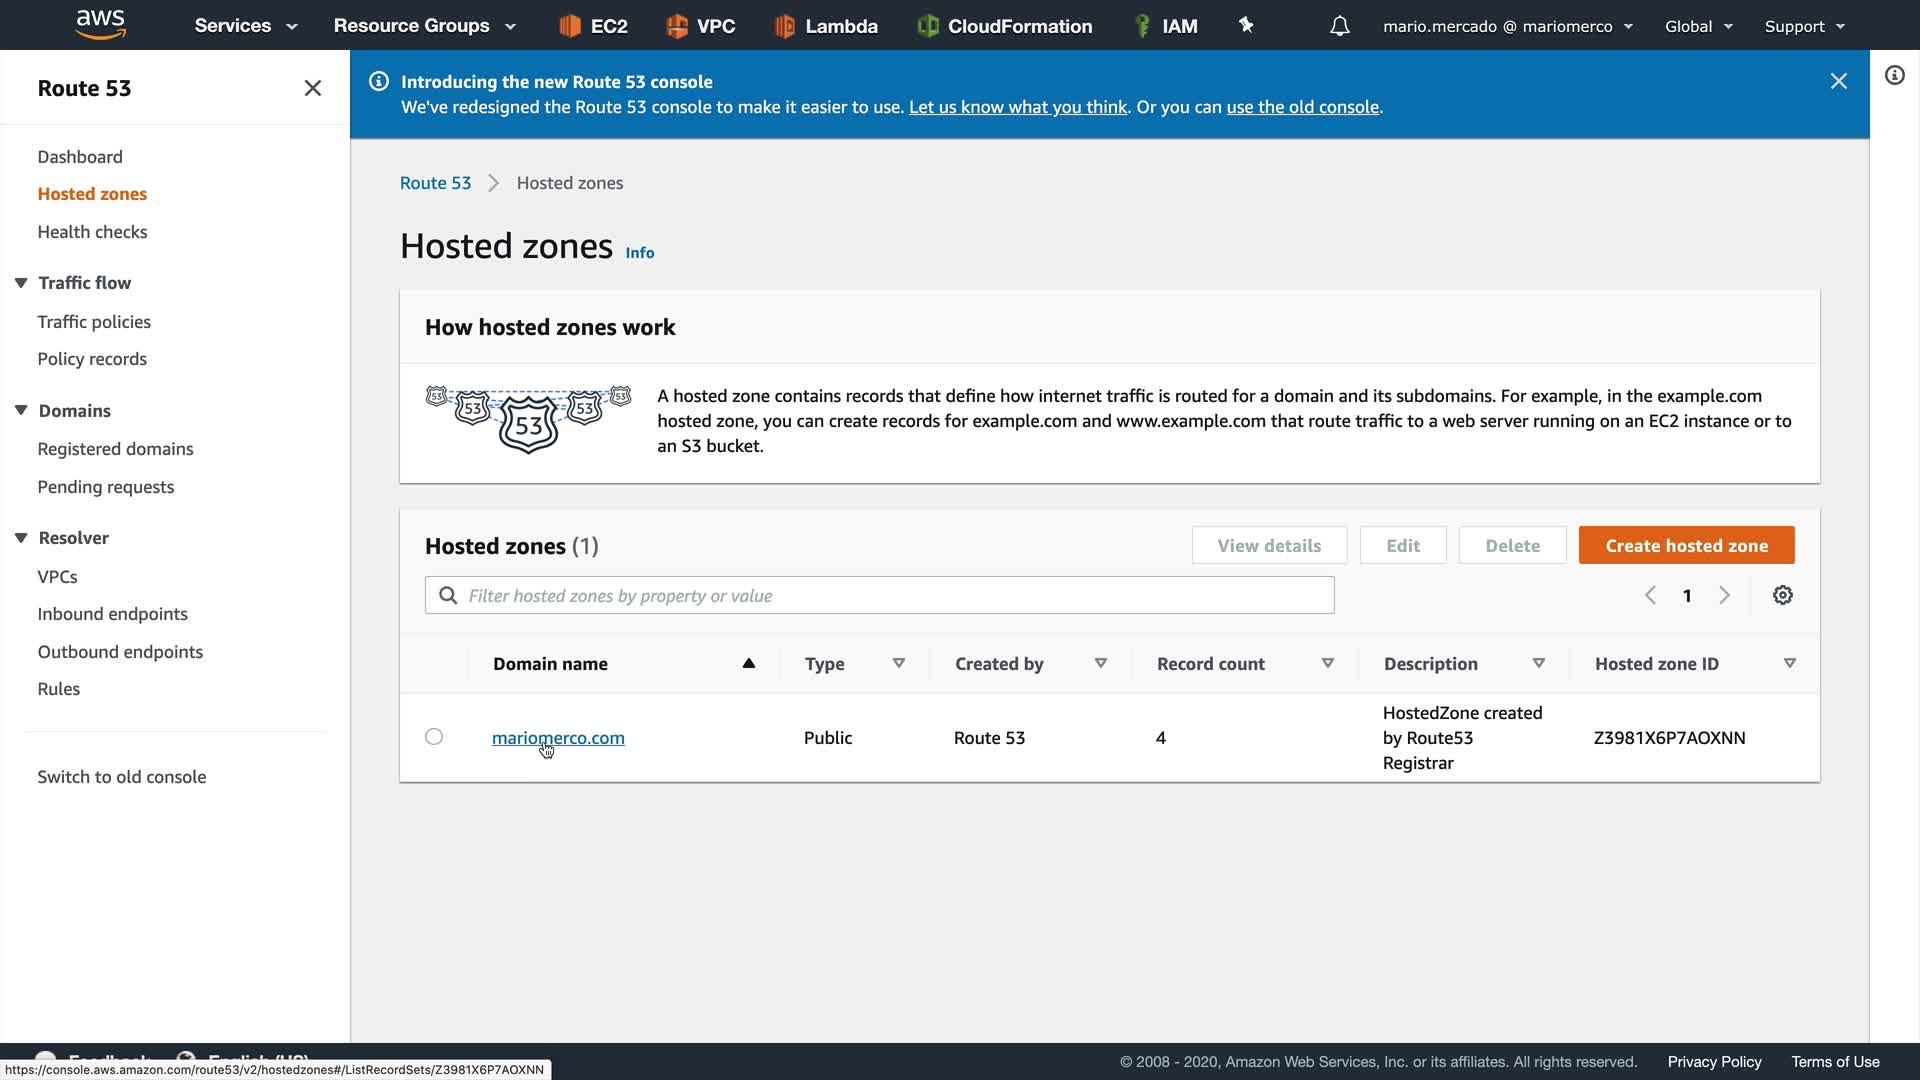 aws
Services
Resource Groups
EC2
VPC
Lambda
CloudFormation
IAM
mario.mercado @ mariomerco
Global
Support
Route 53
Dashboard
Hosted zones
Health checks
Traffic flow
Traffic policies
Policy records
Domains
Registered domains
Pending requests
Resolver
VPCs
Inbound endpoints
Outbound endpoints
Rules
Switch to old console
Introducing the new Route 53 console
We've redesigned the Route 53 console to make it easier to use. Let us know what you think. Or you can use the old console.
Route 53
Hosted zones
Hosted zones Info
How hosted zones work
53 53 53 53 53
A hosted zone contains records that define how internet traffic is routed for a domain and its subdomains. For example, in the example.com
hosted zone, you can create records for example.com and www.example.com that route traffic to a web server running on an EC2 instance or to
an S3 bucket.
Hosted zones (1)
View details
Edit
Delete
Create hosted zone
Filter hosted zones by property or value
1
Domain name
Type
Created by
Record count
Description
Hosted zone ID
mariomerco.com
Public
Route 53
4
HostedZone created
by Route53
Registrar
Z3981X6P7AOXNN
Feedback
English (US)
https://console.aws.amazon.com/route53/v2/hostedzones#/ListRecordSets/Z3981X6P7AOXNN
© 2008 - 2020, Amazon Web Services, Inc. or its affiliates. All rights reserved.
Privacy Policy
Terms of Use